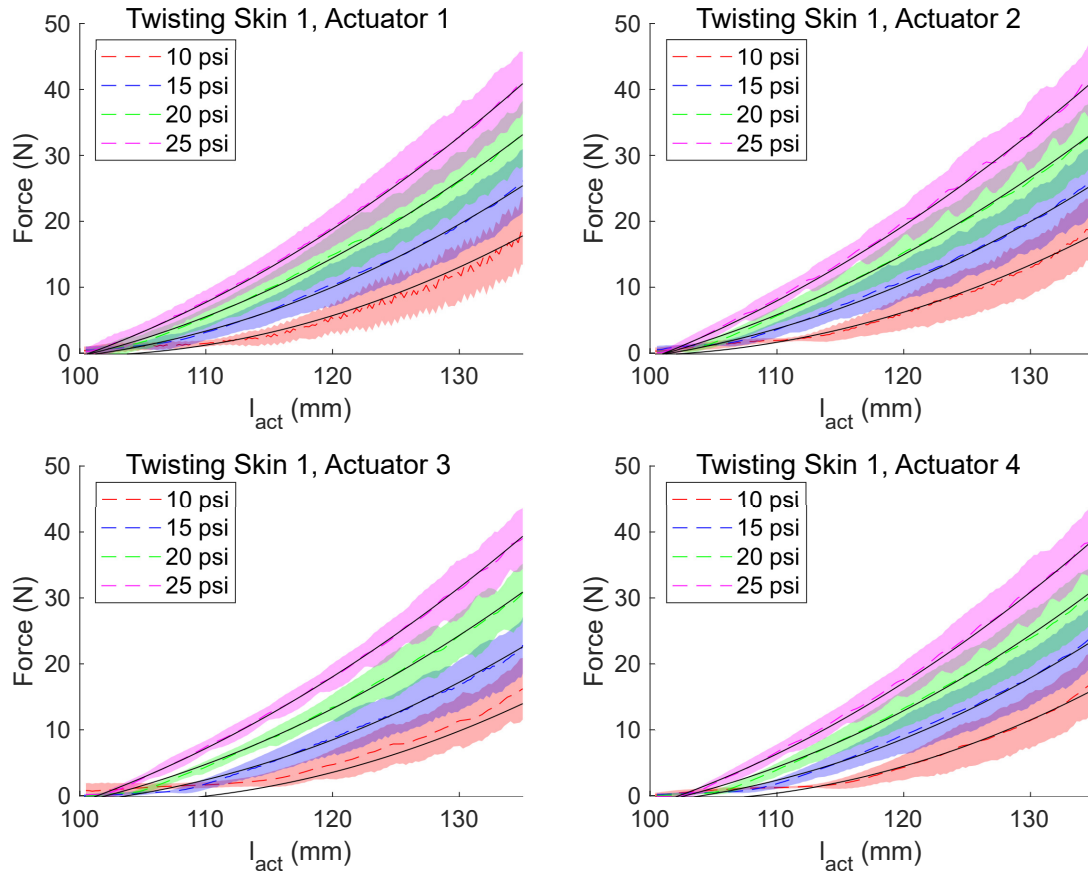 Twisting Skin 1, Actuator 1
50
40
30
20
10
0
Force (N)
10 psi
15 psi
20 psi
25 psi
100 110 120 130
l_act (mm)
Twisting Skin 1, Actuator 2
50
40
30
20
10
0
Force (N)
10 psi
15 psi
20 psi
25 psi
100 110 120 130
l_act (mm)
Twisting Skin 1, Actuator 3
50
40
30
20
10
0
Force (N)
10 psi
15 psi
20 psi
25 psi
100 110 120 130
l_act (mm)
Twisting Skin 1, Actuator 4
50
40
30
20
10
0
Force (N)
10 psi
15 psi
20 psi
25 psi
100 110 120 130
l_act (mm)